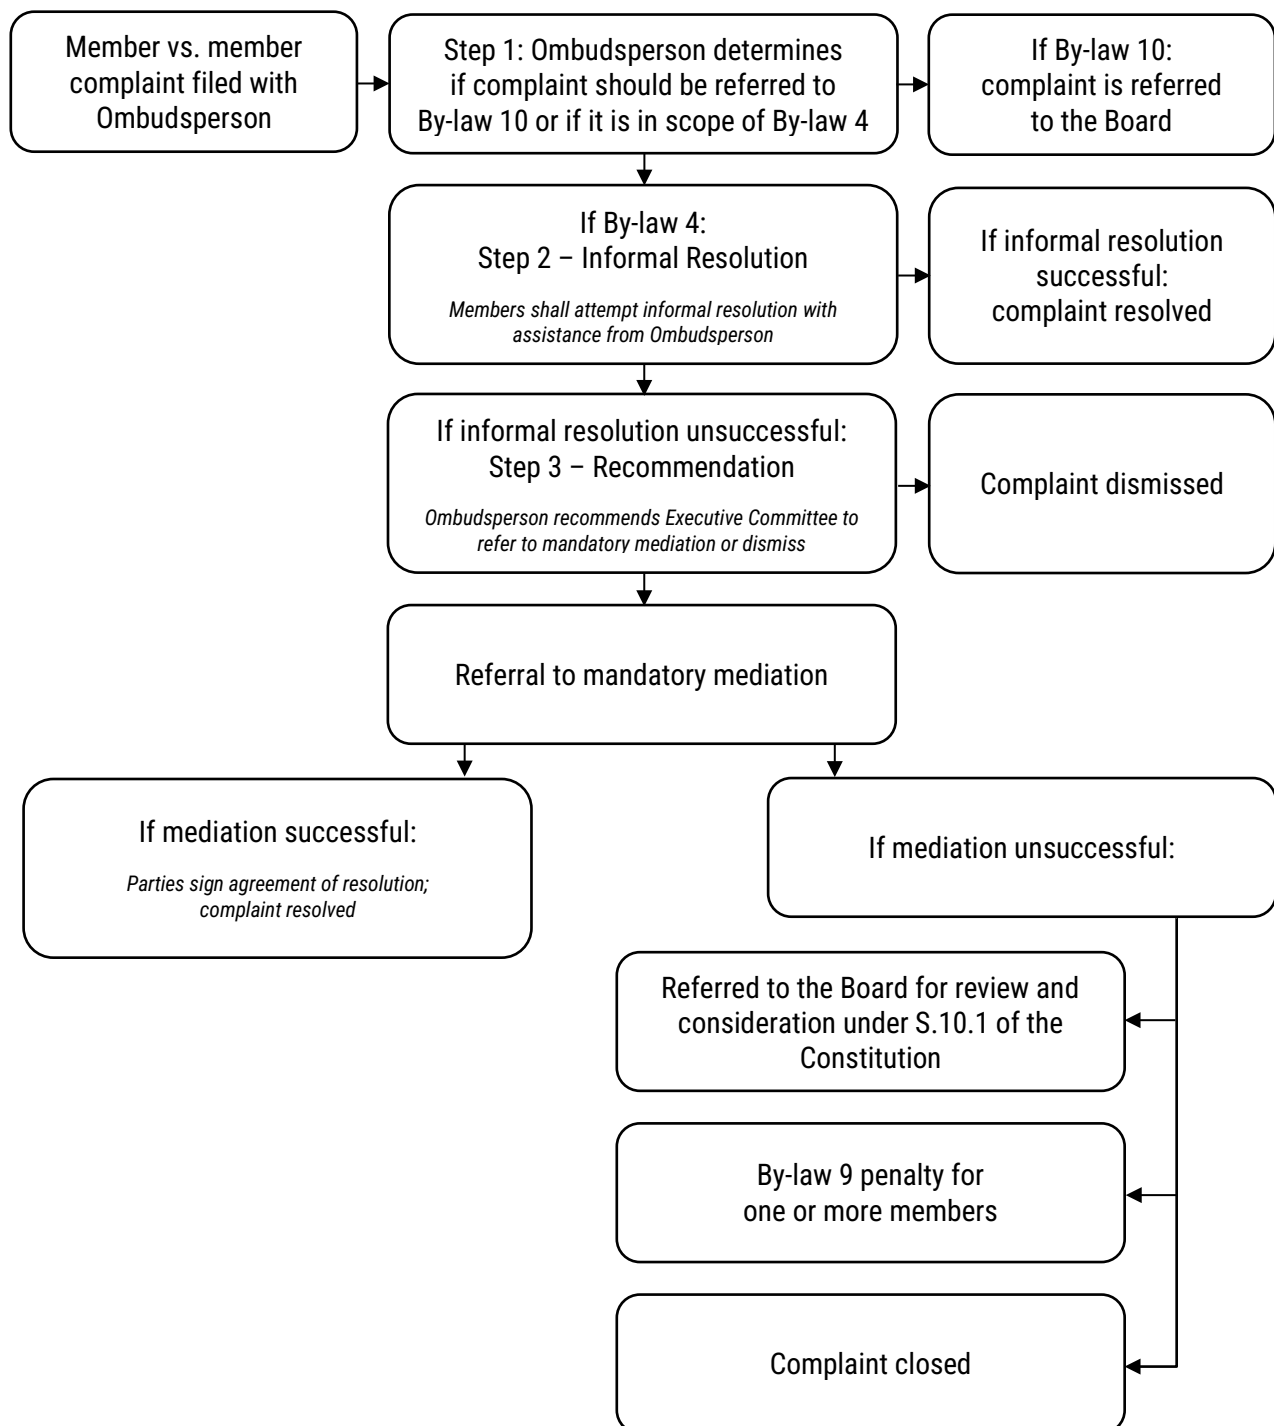 Member vs. member
complaint filed with
Ombudsperson
Step 1: Ombudsperson determines
if complaint should be referred to
By-law 10 or if it is in scope of By-law 4
If By-law 10:
complaint is referred
to the Board
If By-law 4:
Step 2 – Informal Resolution
Members shall attempt informal resolution with
assistance from Ombudsperson
If informal resolution
successful:
complaint resolved
If informal resolution unsuccessful:
Step 3 – Recommendation
Ombudsperson recommends Executive Committee to
refer to mandatory mediation or dismiss
Complaint dismissed
Referral to mandatory mediation
If mediation successful:
Parties sign agreement of resolution;
complaint resolved
If mediation unsuccessful:
Referred to the Board for review and
consideration under S.10.1 of the
Constitution
By-law 9 penalty for
one or more members
Complaint closed